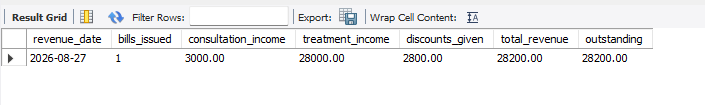 Result Grid Filter Rows: Export: Wrap Cell Content: IA
revenue_date bills_issued consultation_income treatment_income discounts_given total_revenue outstanding
2026-08-27 1 3000.00 28000.00 2800.00 28200.00 28200.00